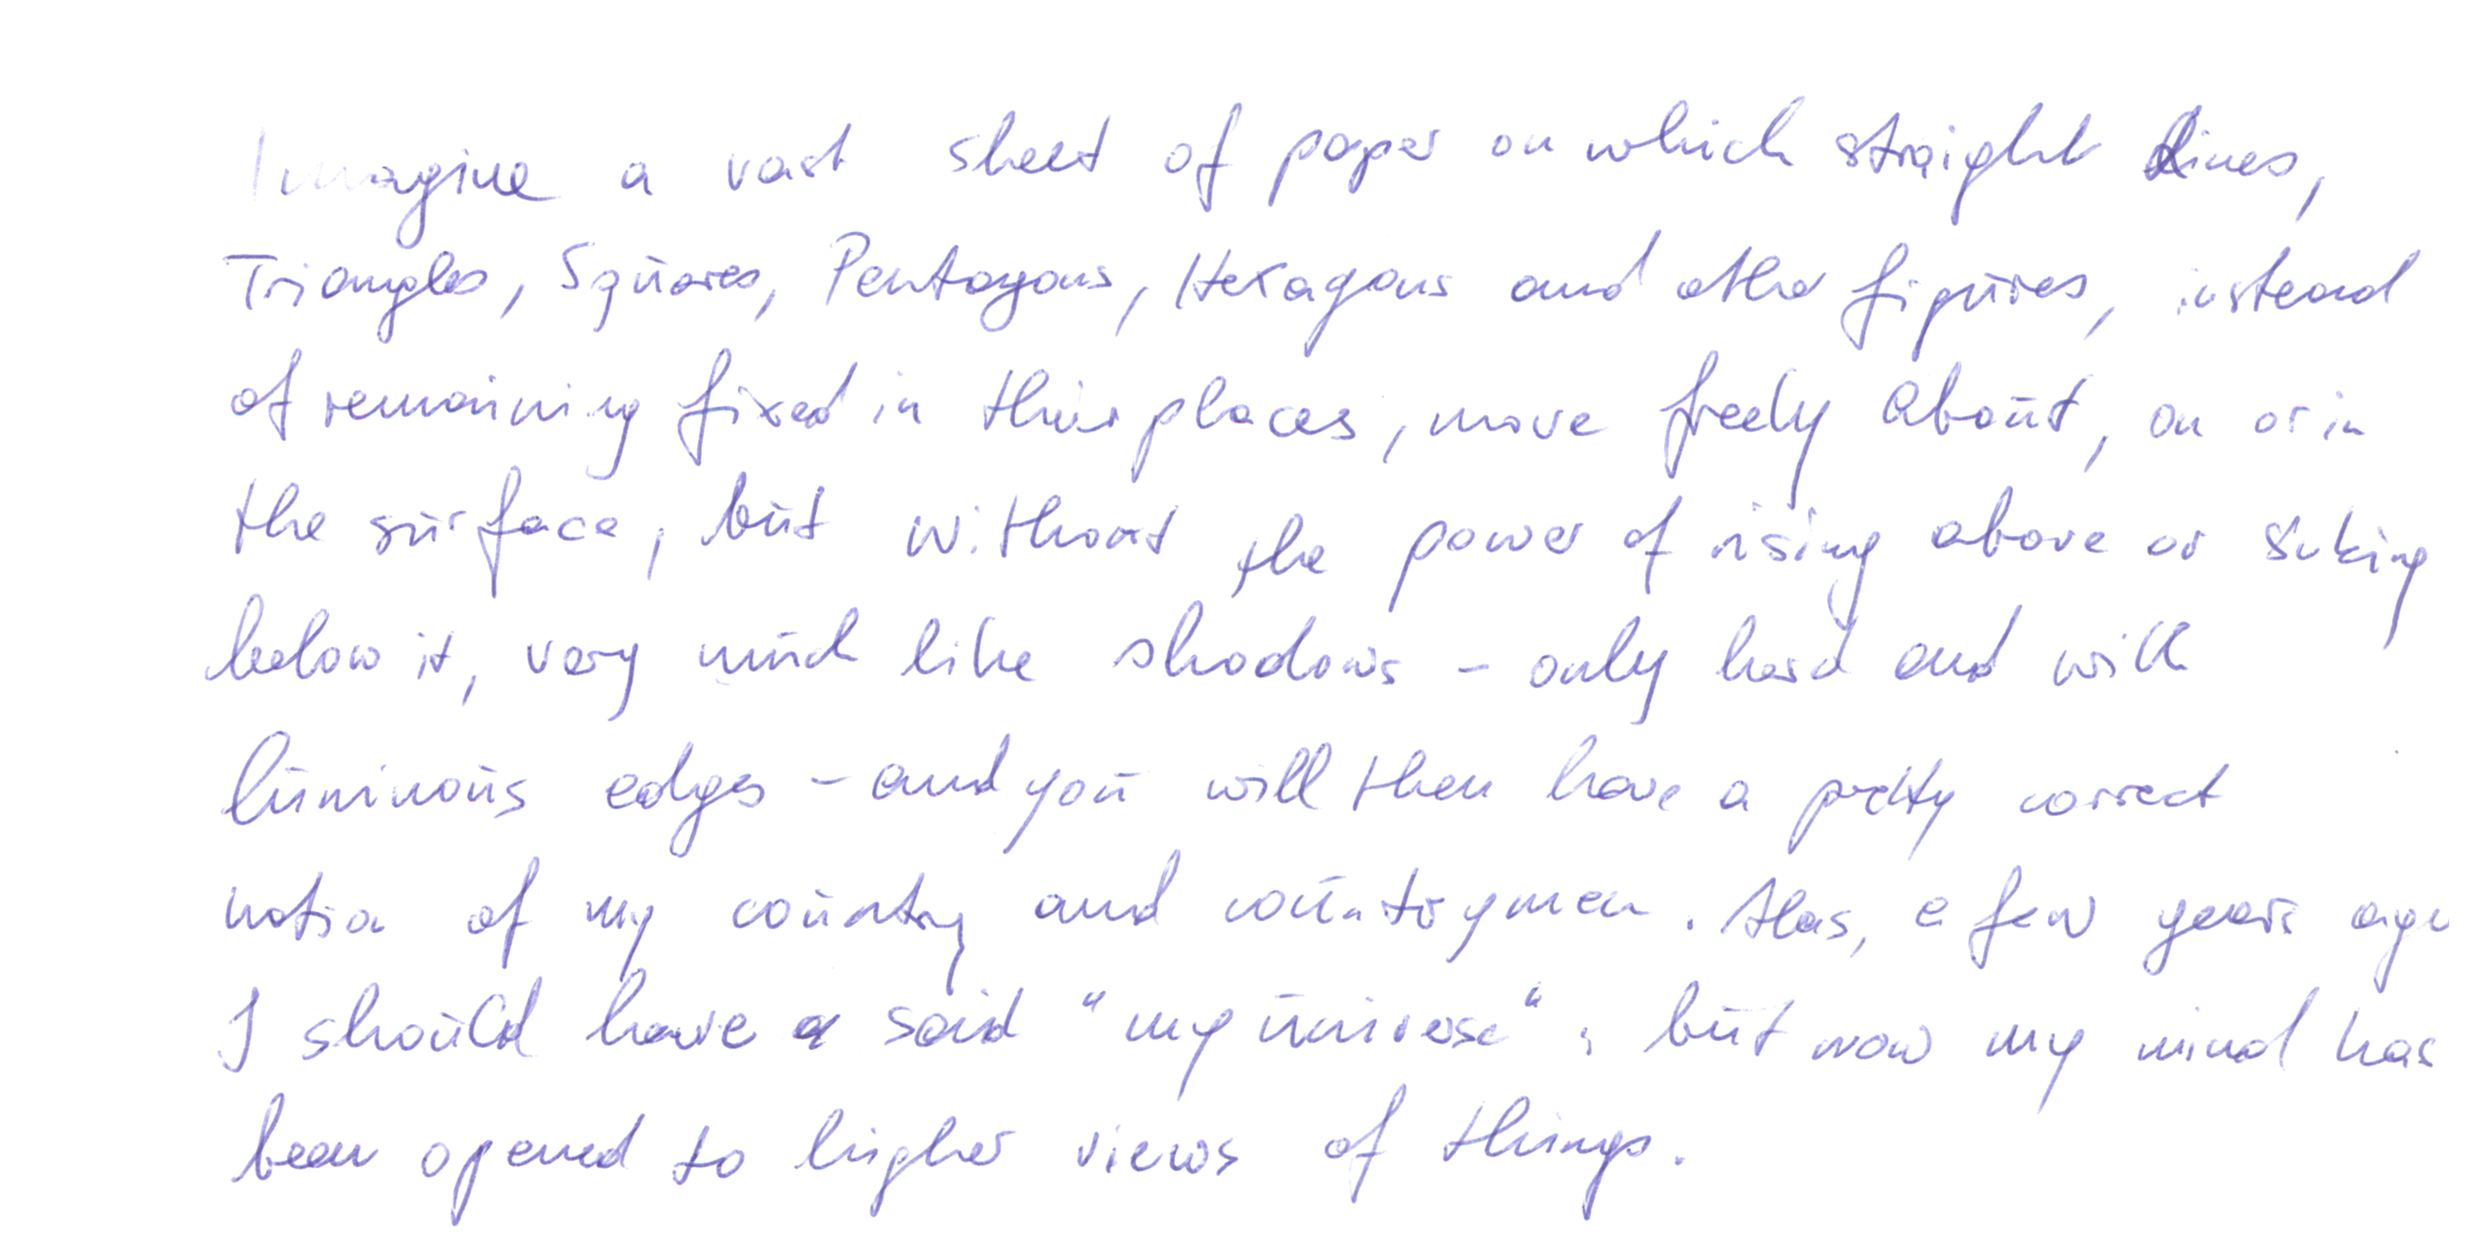 Imagine a vast sheet of paper on which straight lines,
Triangles, Squares, Pentagons, Hexagons and other figures, instead
of remaining fixed in their places, move freely about, on or in
the surface, but without the power of rising above or sinking
below it, very much like shadows - only hard and with
luminous edges - and you will then have a pretty correct
notion of my country and countrymen. Alas, a few years ago
I should have said "my universe", but now my mind has
been opened to higher views of things.